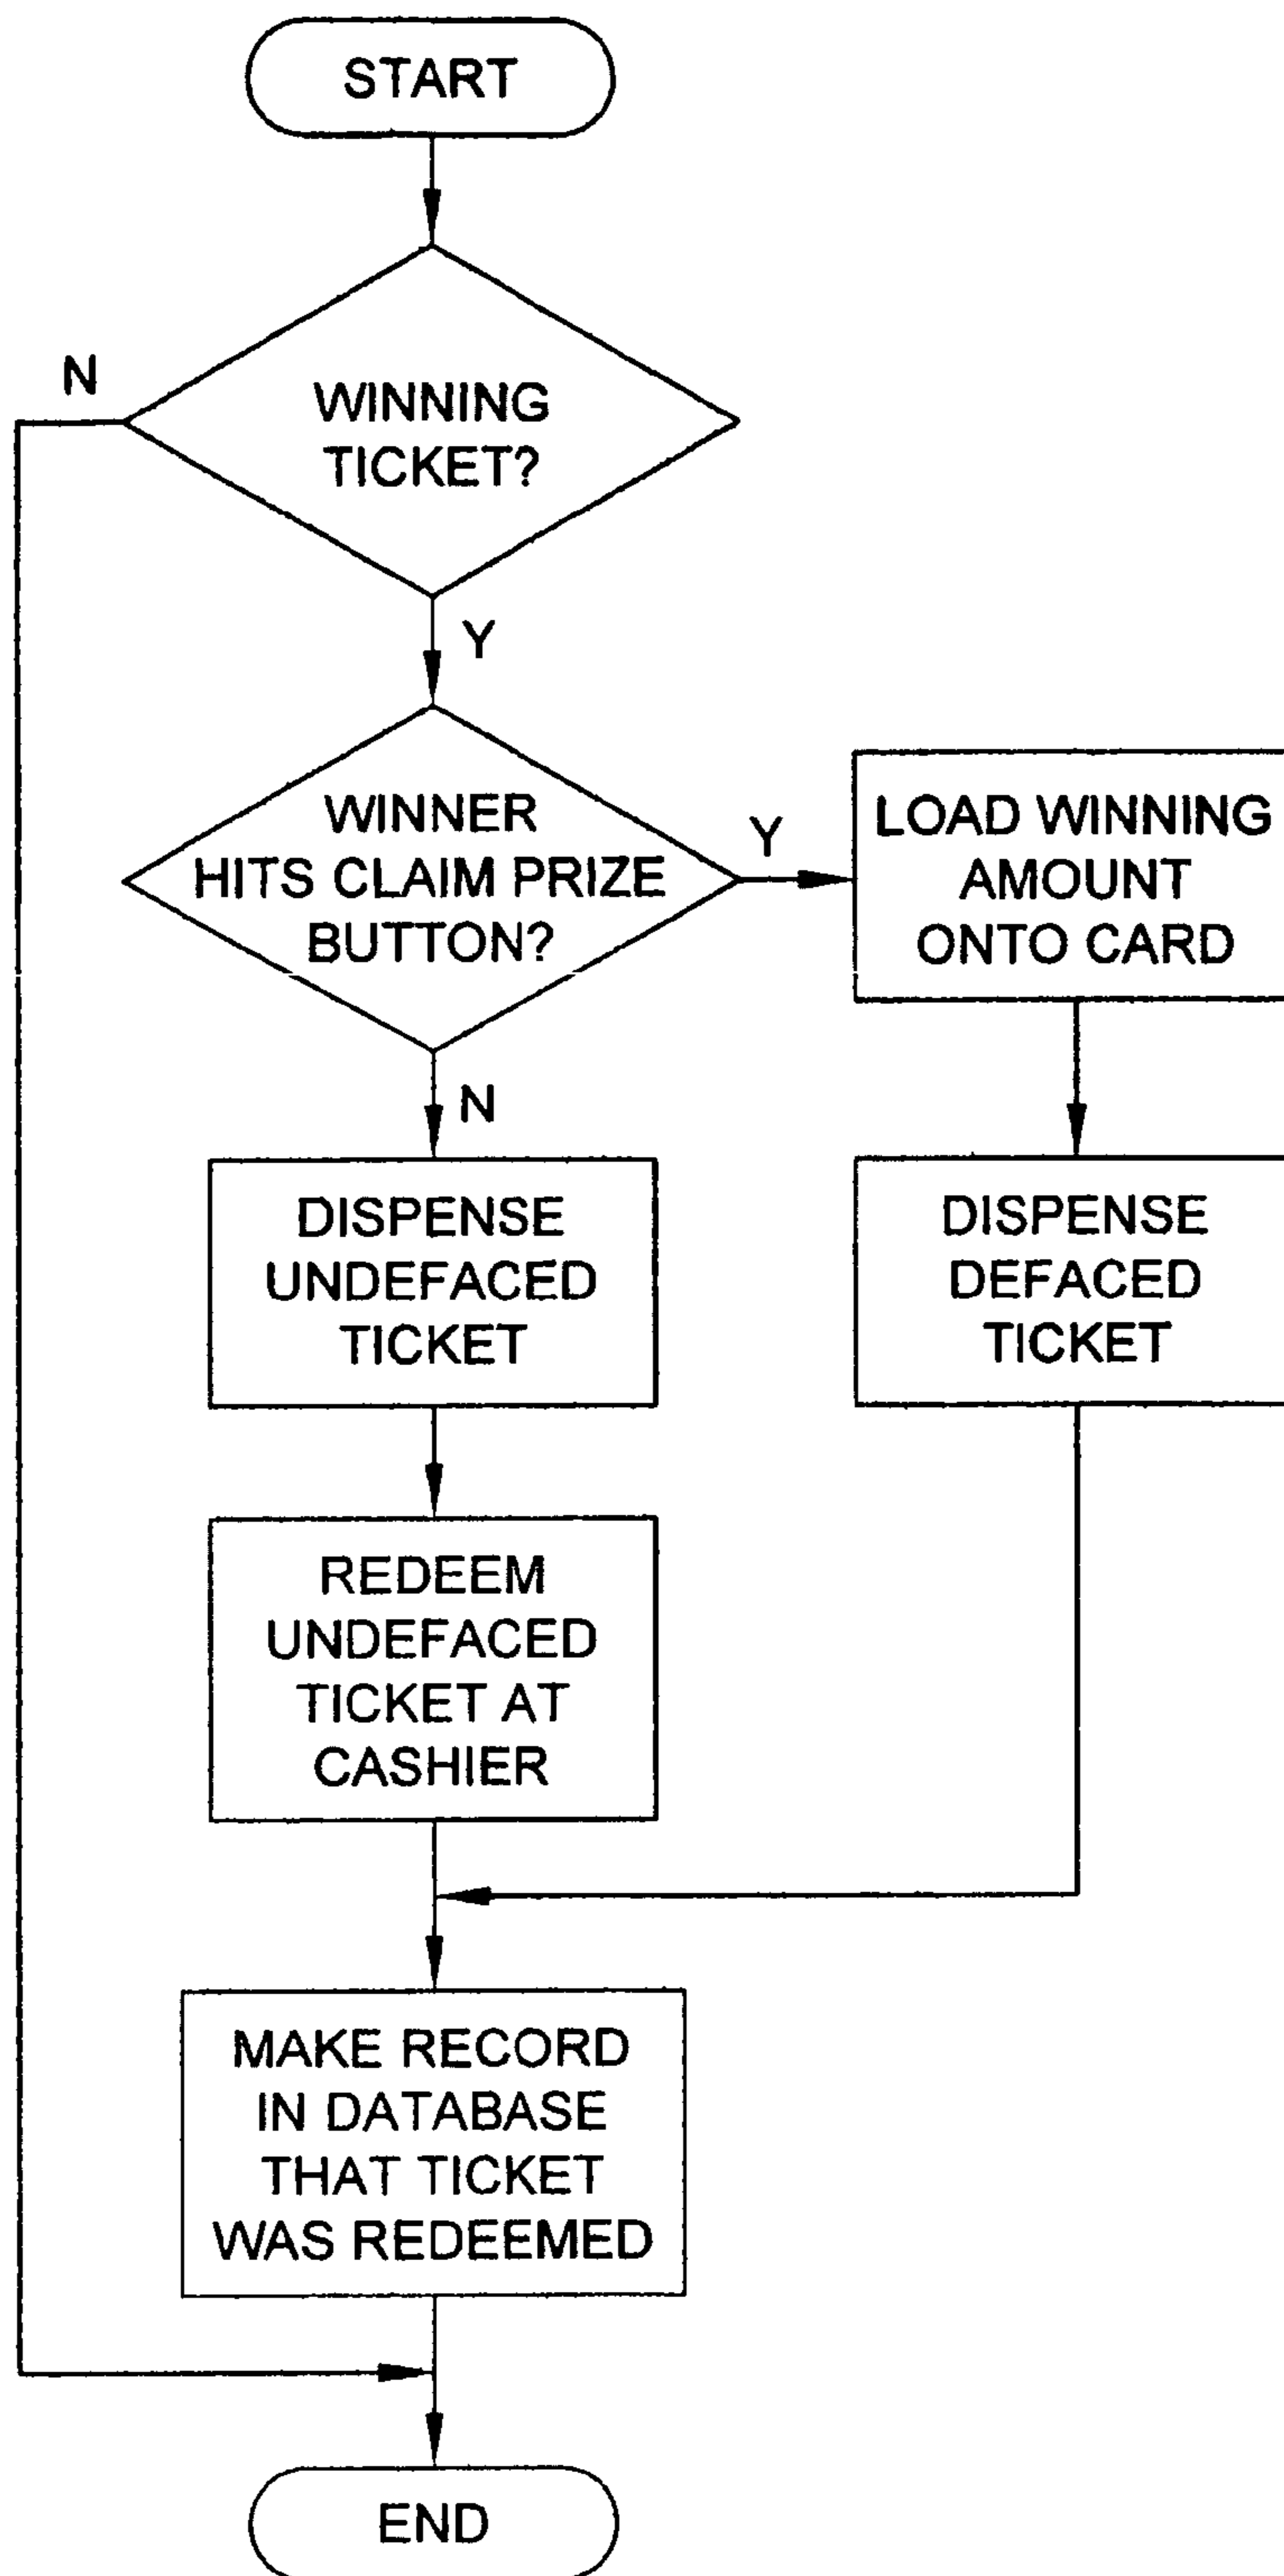 START
N
WINNING
TICKET?
Y
WINNER
HITS CLAIM PRIZE
BUTTON?
Y
LOAD WINNING
AMOUNT
ONTO CARD
N
DISPENSE
UNDEFACED
TICKET
DISPENSE
DEFACED
TICKET
REDEEM
UNDEFACED
TICKET AT
CASHIER
MAKE RECORD
IN DATABASE
THAT TICKET
WAS REDEEMED
END